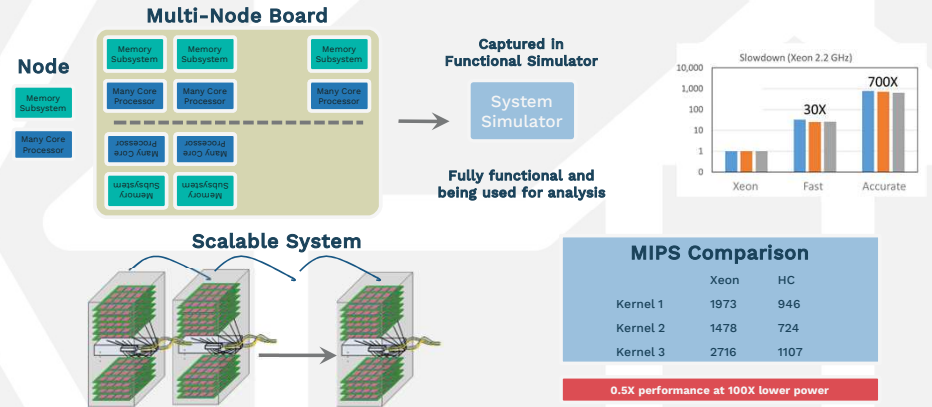 Multi-Node Board
Node
Memory
Subsystem
Many Core
Processor
Memory
Subsystem
Memory
Subsystem
Memory
Subsystem
Many Core
Processor
Many Core
Processor
Many Core
Processor
Many Core
Processor
Many Core
Processor
Memory
Subsystem
Memory
Subsystem
Captured in
Functional Simulator
System
Simulator
Fully functional and
being used for analysis
Slowdown (Xeon 2.2 GHz)
10,000
1,000
100
10
1
0
30X
700X
Xeon Fast Accurate
Scalable System
MIPS Comparison
Xeon HC
Kernel 1 1973 946
Kernel 2 1478 724
Kernel 3 2716 1107
0.5X performance at 100X lower power